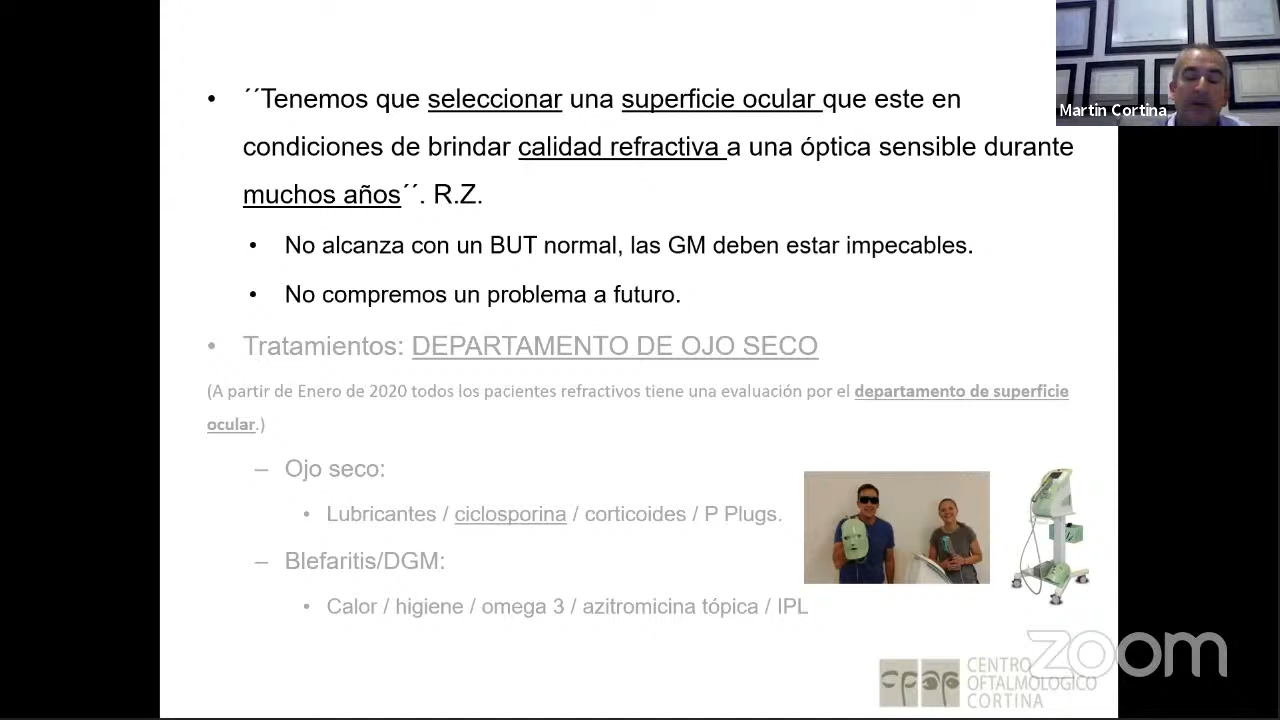 • ´´Tenemos que seleccionar una superficie ocular que este en
condiciones de brindar calidad refractiva a una óptica sensible durante
muchos años´´. R.Z.
• No alcanza con un BUT normal, las GM deben estar impecables.
• No compremos un problema a futuro.
• Tratamientos: DEPARTAMENTO DE OJO SECO
(A partir de Enero de 2020 todos los pacientes refractivos tiene una evaluación por el departamento de superficie
ocular.)
– Ojo seco:
• Lubricantes / ciclosporina / corticoides / P Plugs.
– Blefaritis/DGM:
• Calor / higiene / omega 3 / azitromicina tópica / IPL
Martin Cortina
zoom
CENTRO
OFTALMOLÓGICO
CORTINA